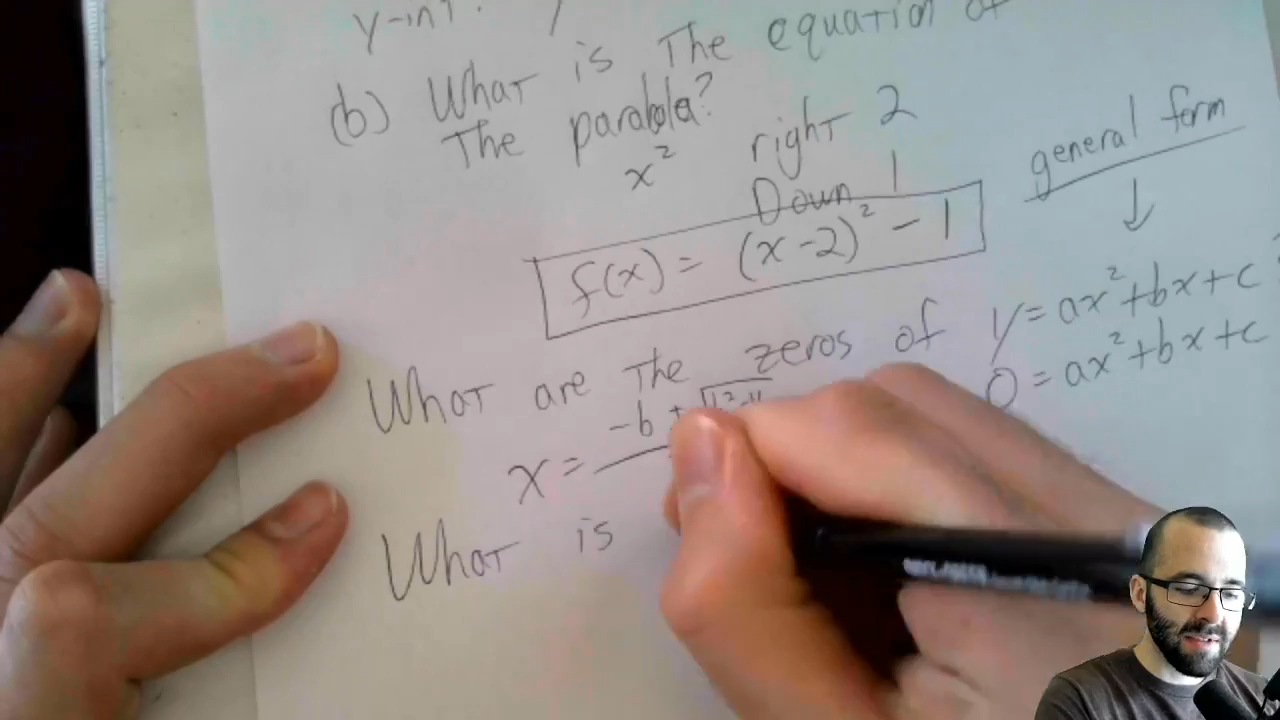 y-int:
(b) What is The equation of
The parabola?
x² right 2
Down 1
f(x) = (x-2)² - 1
general form
↓
What are The zeros of y = ax² + bx + c
0 = ax² + bx + c
x = -b ±
What is